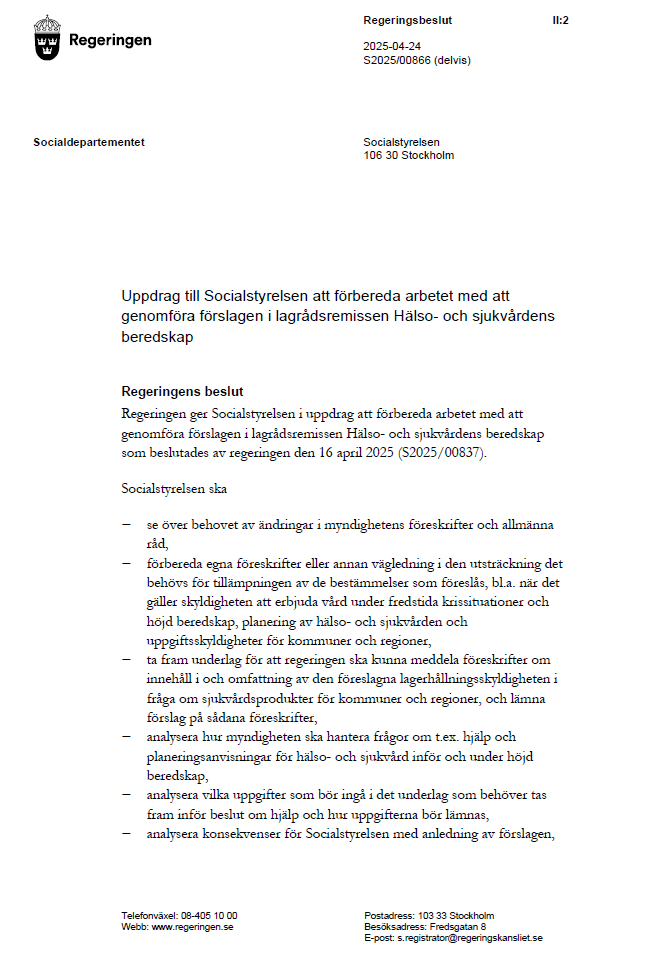 Regeringen
Regeringsbeslut
II:2
2025-04-24
S2025/00866 (delvis)
Socialdepartementet
Socialstyrelsen
106 30 Stockholm
Uppdrag till Socialstyrelsen att förbereda arbetet med att
genomföra förslagen i lagrådsremissen Hälso- och sjukvårdens
beredskap
Regeringens beslut
Regeringen ger Socialstyrelsen i uppdrag att förbereda arbetet med att
genomföra förslagen i lagrådsremissen Hälso- och sjukvårdens beredskap
som beslutades av regeringen den 16 april 2025 (S2025/00837).
Socialstyrelsen ska
– se över behovet av ändringar i myndighetens föreskrifter och allmänna
råd,
– förbereda egna föreskrifter eller annan vägledning i den utsträckning det
behövs för tillämpningen av de bestämmelser som föreslås, bl.a. när det
gäller skyldigheten att erbjuda vård under fredstida krissituationer och
höjd beredskap, planering av hälso- och sjukvården och
uppgiftsskyldigheter för kommuner och regioner,
– ta fram underlag för att regeringen ska kunna meddela föreskrifter om
innehåll i och omfattning av den föreslagna lagerhållningsskyldigheten i
fråga om sjukvårdsprodukter för kommuner och regioner, och lämna
förslag på sådana föreskrifter,
– analysera hur myndigheten ska hantera frågor om t.ex. hjälp och
planeringsanvisningar för hälso- och sjukvård inför och under höjd
beredskap,
– analysera vilka uppgifter som bör ingå i det underlag som behöver tas
fram inför beslut om hjälp och hur uppgifterna bör lämnas,
– analysera konsekvenser för Socialstyrelsen med anledning av förslagen,
Telefonväxel: 08-405 10 00
Webb: www.regeringen.se
Postadress: 103 33 Stockholm
Besöksadress: Fredsgatan 8
E-post: s.registrator@regeringskansliet.se